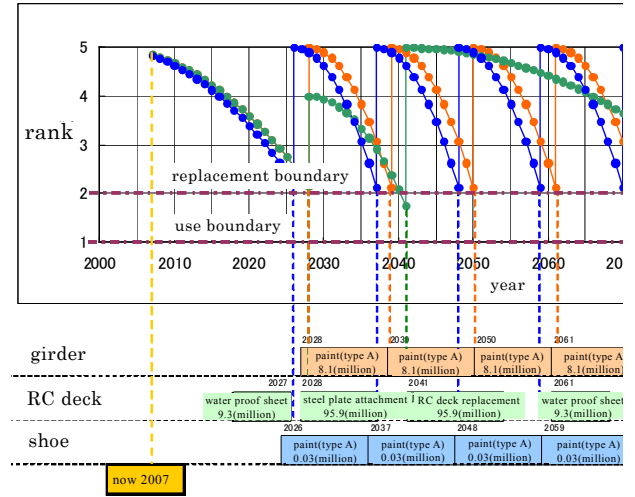 5
4
rank
3
replacement boundary
2
use boundary
1
2000 2010 2020 2030 2040 2050 2060 20
year
2028 2039 2050 2061
girder
paint(type A) paint(type A) paint(type A) paint(type A)
8.1(million) 8.1(million) 8.1(million) 8.1(million)
2027 2028 2041 2061
RC deck
water proof sheet steel plate attachment RC deck replacement water proof sheet
9.3(million) 95.9(million) 95.9(million) 9.3(million)
2026 2037 2048 2059
shoe
paint(type A) paint(type A) paint(type A) paint(type A)
0.03(million) 0.03(million) 0.03(million) 0.03(million)
now 2007